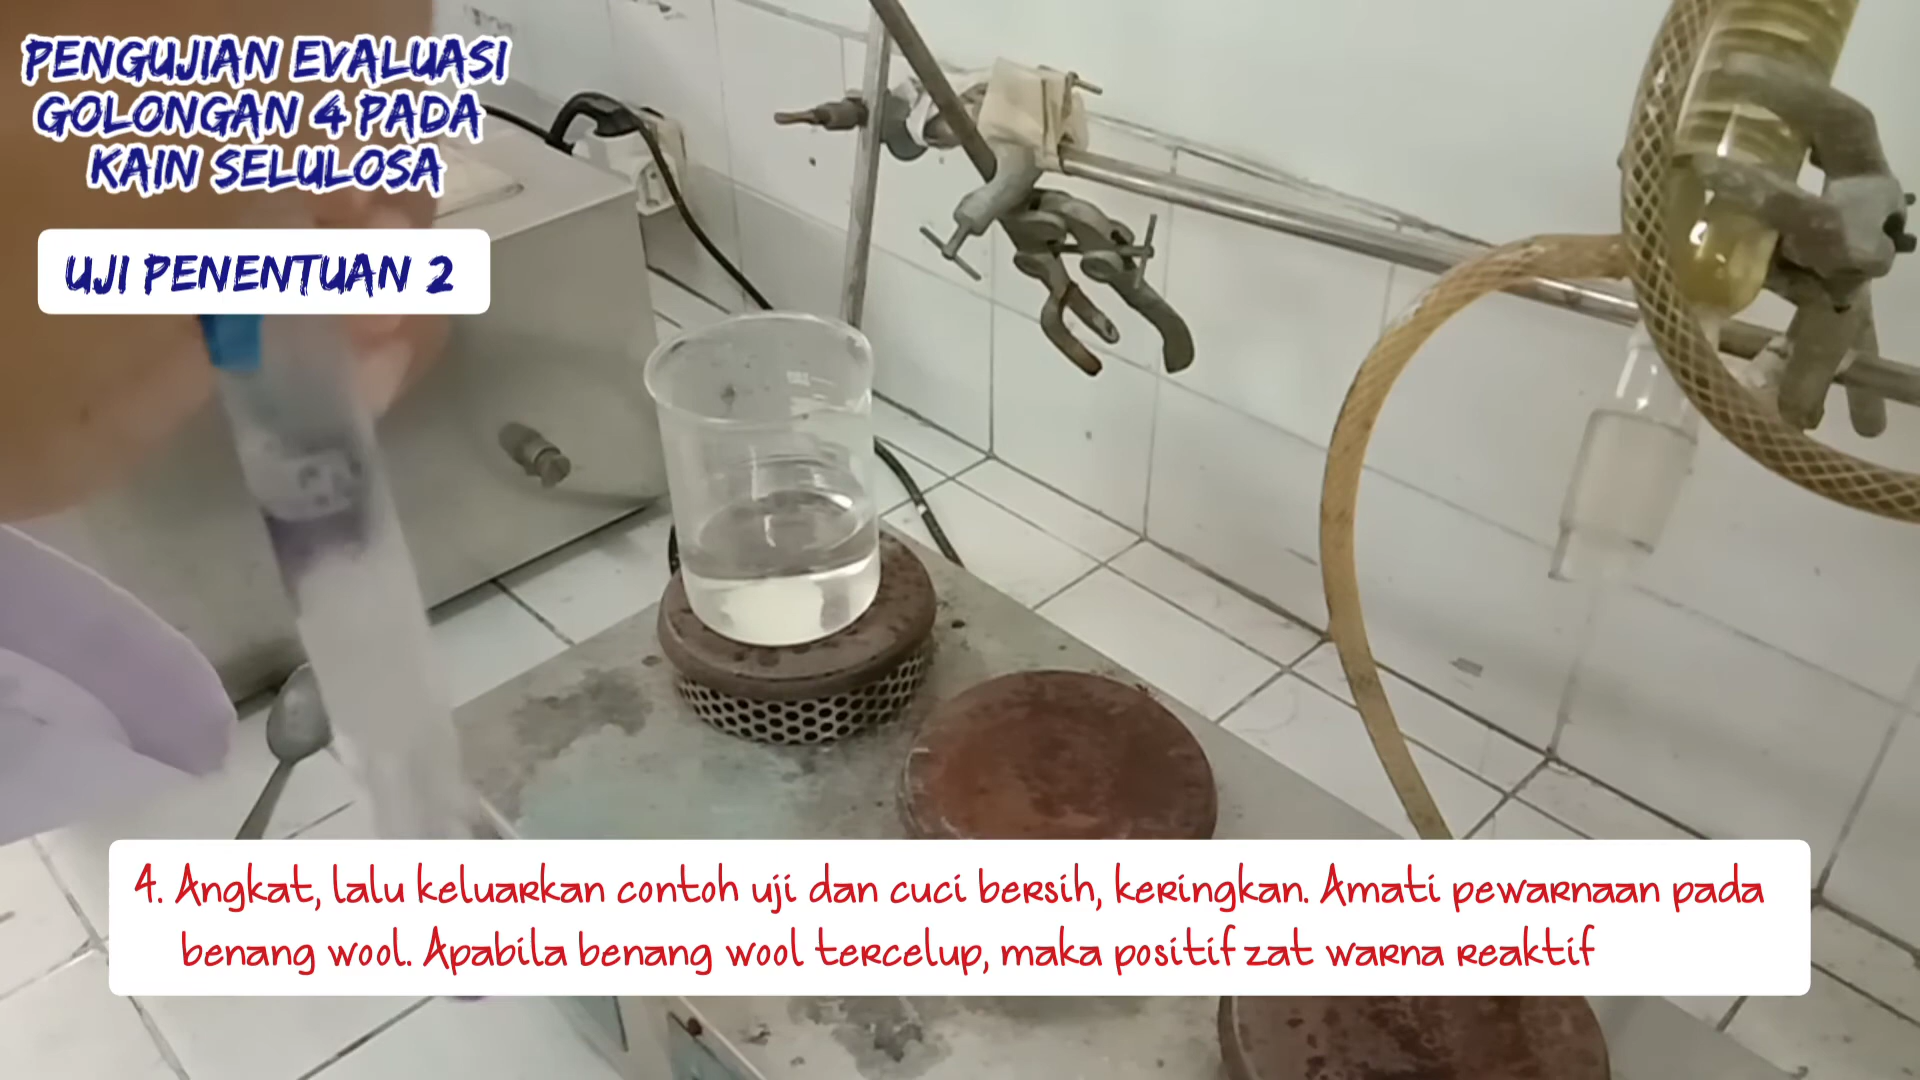 PENGUJIAN EVALUASI
GOLONGAN 4 PADA
KAIN SELULOSA
UJI PENENTUAN 2
4. Angkat, lalu keluarkan contoh uji dan cuci bersih, keringkan. Amati pewarnaan pada
benang wool. Apabila benang wool tercelup, maka positif zat warna reaktif